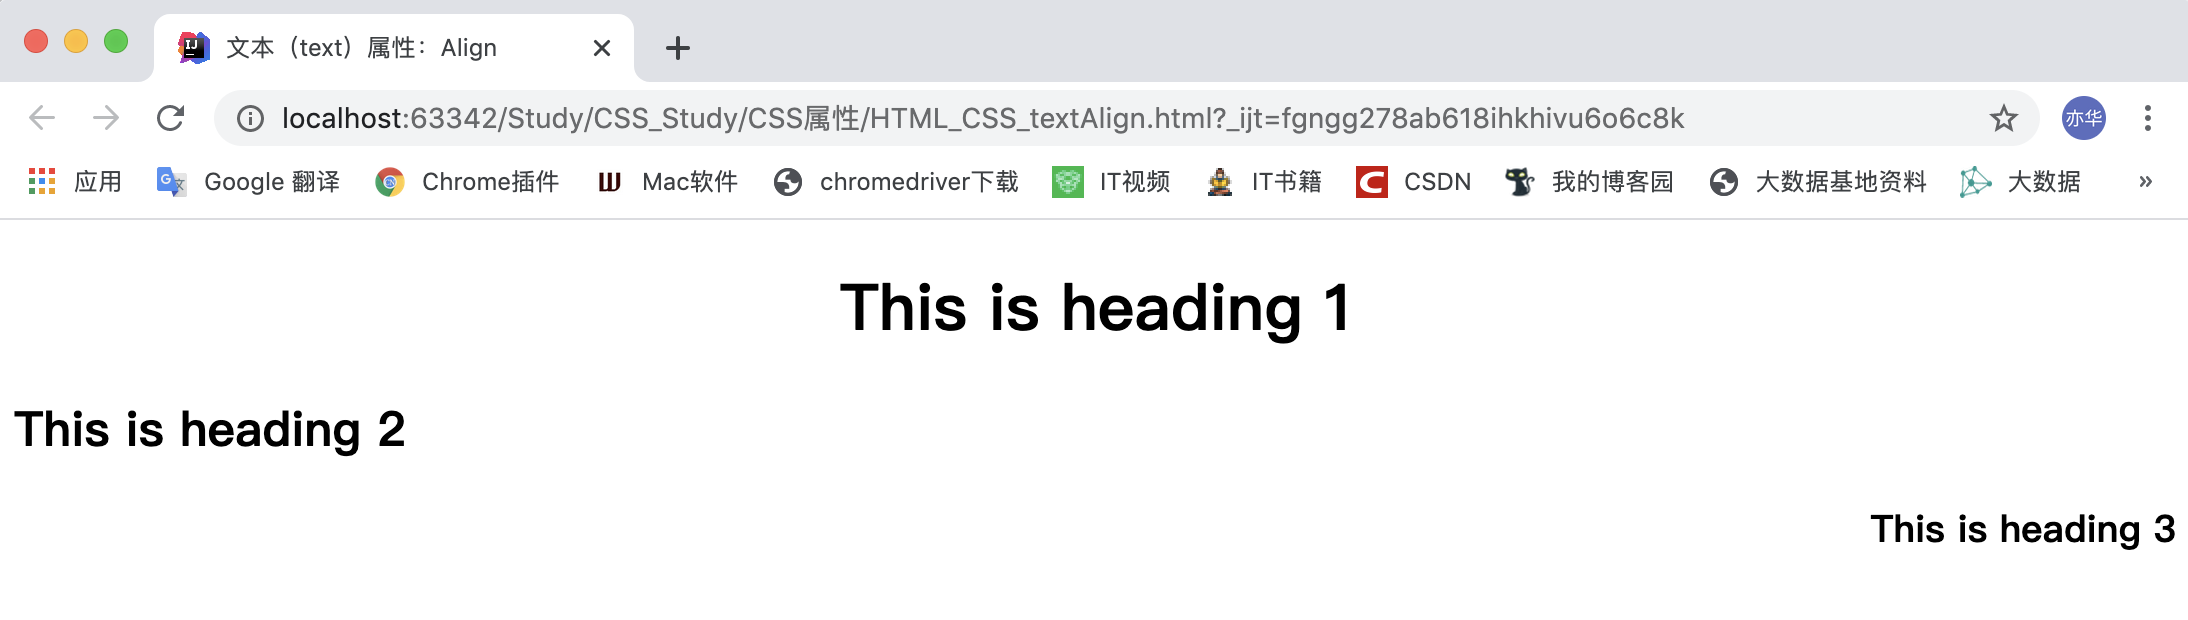 文本（text）属性：Align
localhost:63342/Study/CSS_Study/CSS属性/HTML_CSS_textAlign.html?_ijt=fgngg278ab618ihkhivu6o6c8k
亦华
应用 Google 翻译 Chrome插件 Mac软件 chromedriver下载 IT视频 IT书籍 CSDN 我的博客园 大数据基地资料 大数据 »
This is heading 1
This is heading 2
This is heading 3